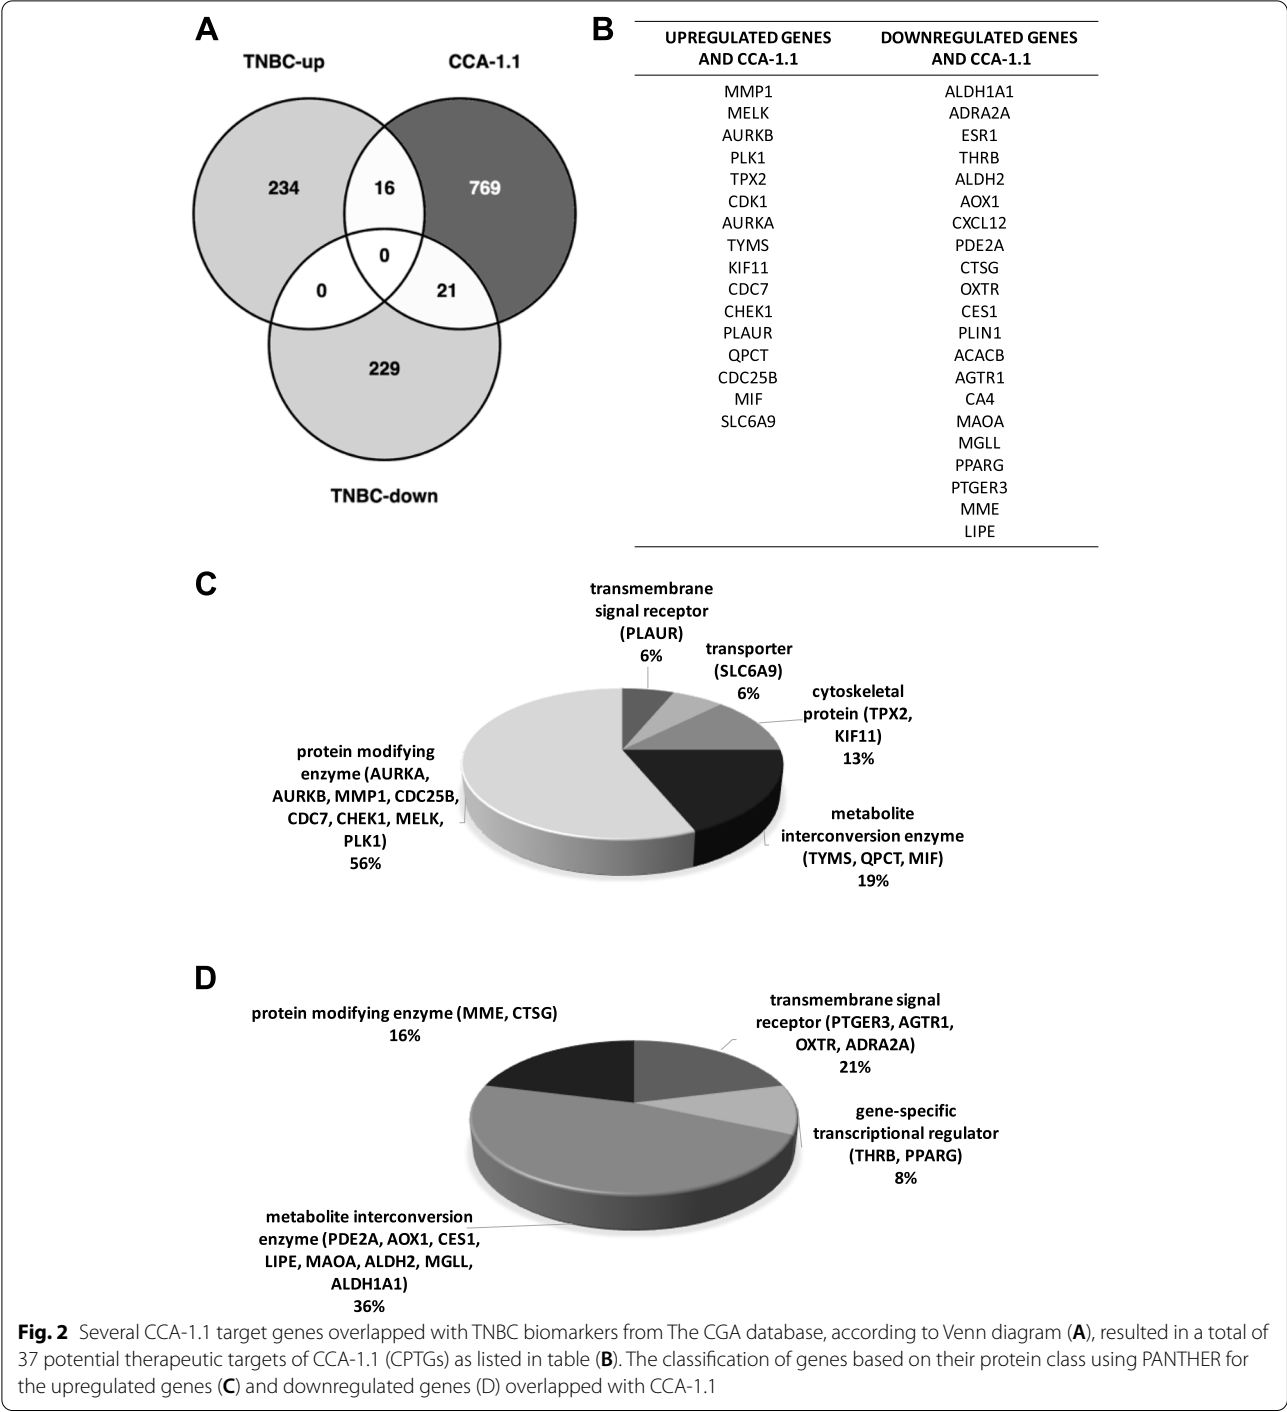 A
TNBC-up
CCA-1.1
234
16
769
0
0
21
229
TNBC-down
B
UPREGULATED GENES
AND CCA-1.1
DOWNREGULATED GENES
AND CCA-1.1
MMP1 ALDH1A1
MELK ADRA2A
AURKB ESR1
PLK1 THRB
TPX2 ALDH2
CDK1 AOX1
AURKA CXCL12
TYMS PDE2A
KIF11 CTSG
CDC7 OXTR
CHEK1 CES1
PLAUR PLIN1
QPCT ACACB
CDC25B AGTR1
MIF CA4
SLC6A9 MAOA
MGLL
PPARG
PTGER3
MME
LIPE
C
transmembrane
signal receptor
(PLAUR)
6%
transporter
(SLC6A9)
6%
cytoskeletal
protein (TPX2,
KIF11)
13%
metabolite
interconversion enzyme
(TYMS, QPCT, MIF)
19%
protein modifying
enzyme (AURKA,
AURKB, MMP1, CDC25B,
CDC7, CHEK1, MELK,
PLK1)
56%
D
protein modifying enzyme (MME, CTSG)
16%
transmembrane signal
receptor (PTGER3, AGTR1,
OXTR, ADRA2A)
21%
gene-specific
transcriptional regulator
(THRB, PPARG)
8%
metabolite interconversion
enzyme (PDE2A, AOX1, CES1,
LIPE, MAOA, ALDH2, MGLL,
ALDH1A1)
36%
Fig. 2 Several CCA-1.1 target genes overlapped with TNBC biomarkers from The CGA database, according to Venn diagram (A), resulted in a total of
37 potential therapeutic targets of CCA-1.1 (CPTGs) as listed in table (B). The classification of genes based on their protein class using PANTHER for
the upregulated genes (C) and downregulated genes (D) overlapped with CCA-1.1